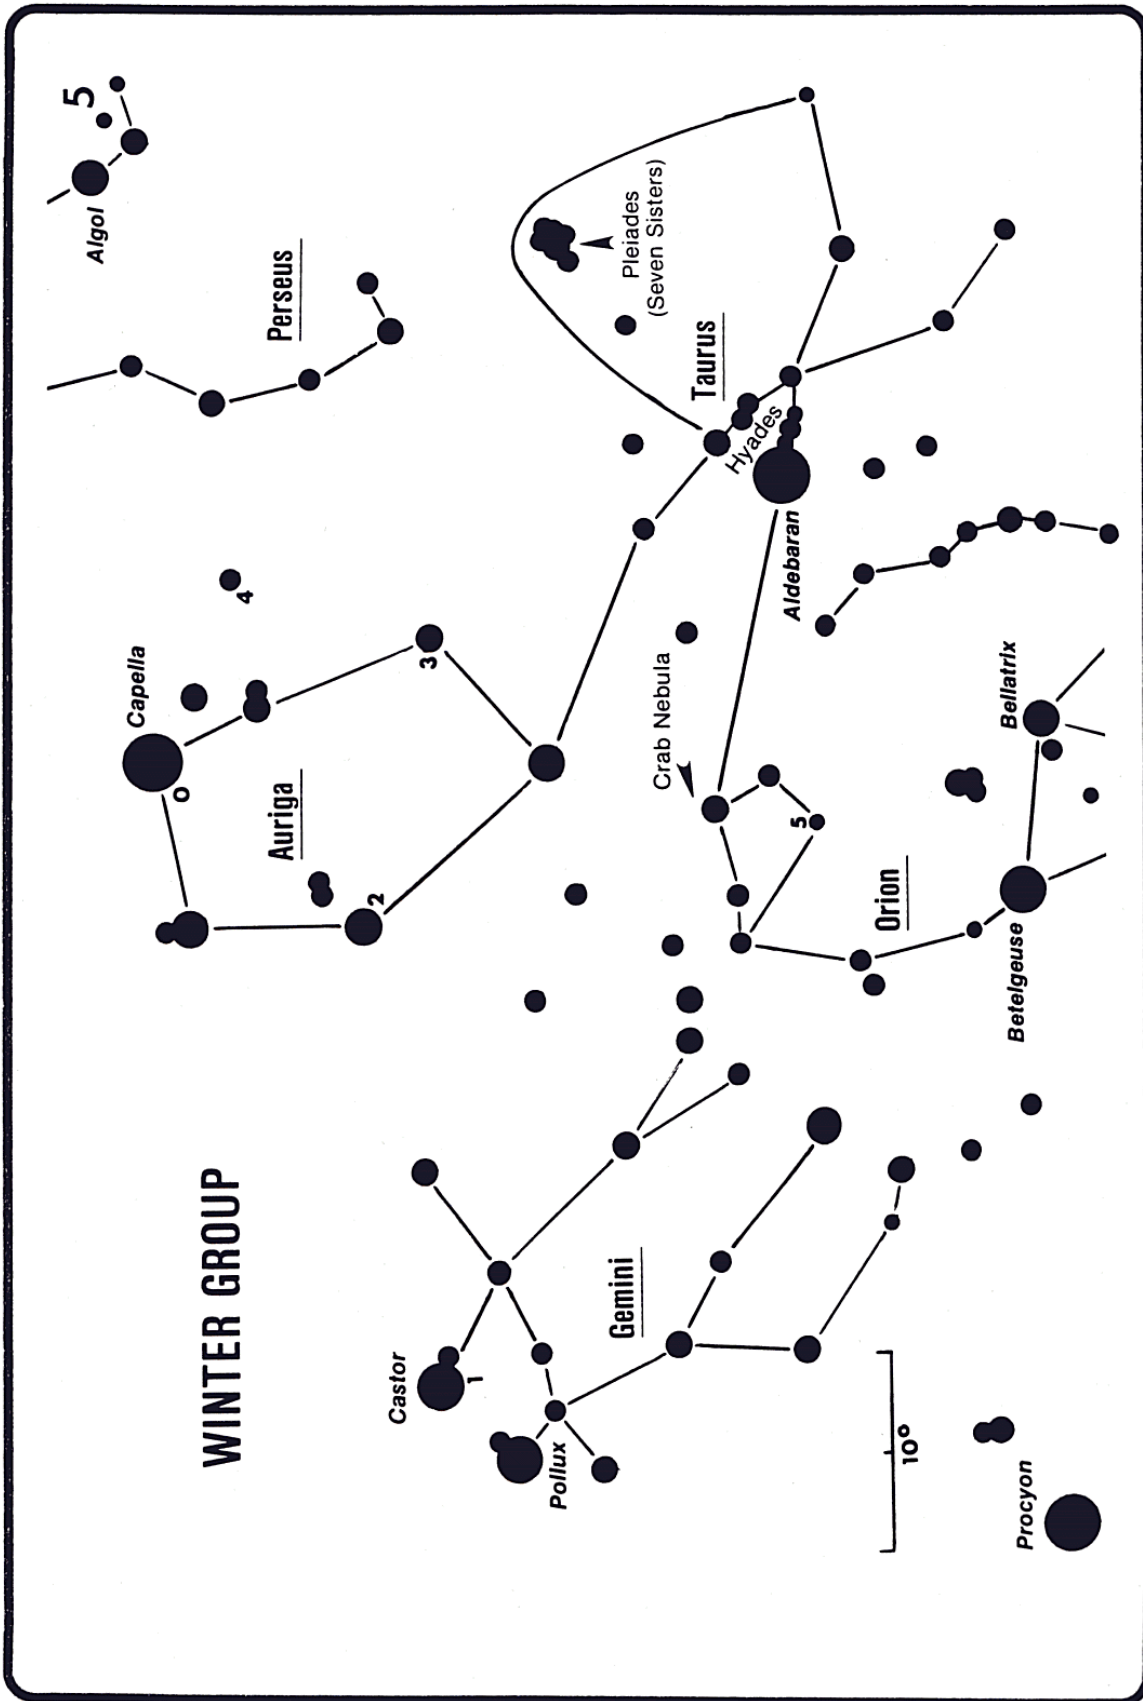 WINTER GROUP
5
Algol
Perseus
Capella
0
4
3
Auriga
2
Pleiades
(Seven Sisters)
Taurus
Hyades
Aldebaran
Crab Nebula
5
Orion
Bellatrix
Betelgeuse
Castor
1
Pollux
Gemini
10°
Procyon